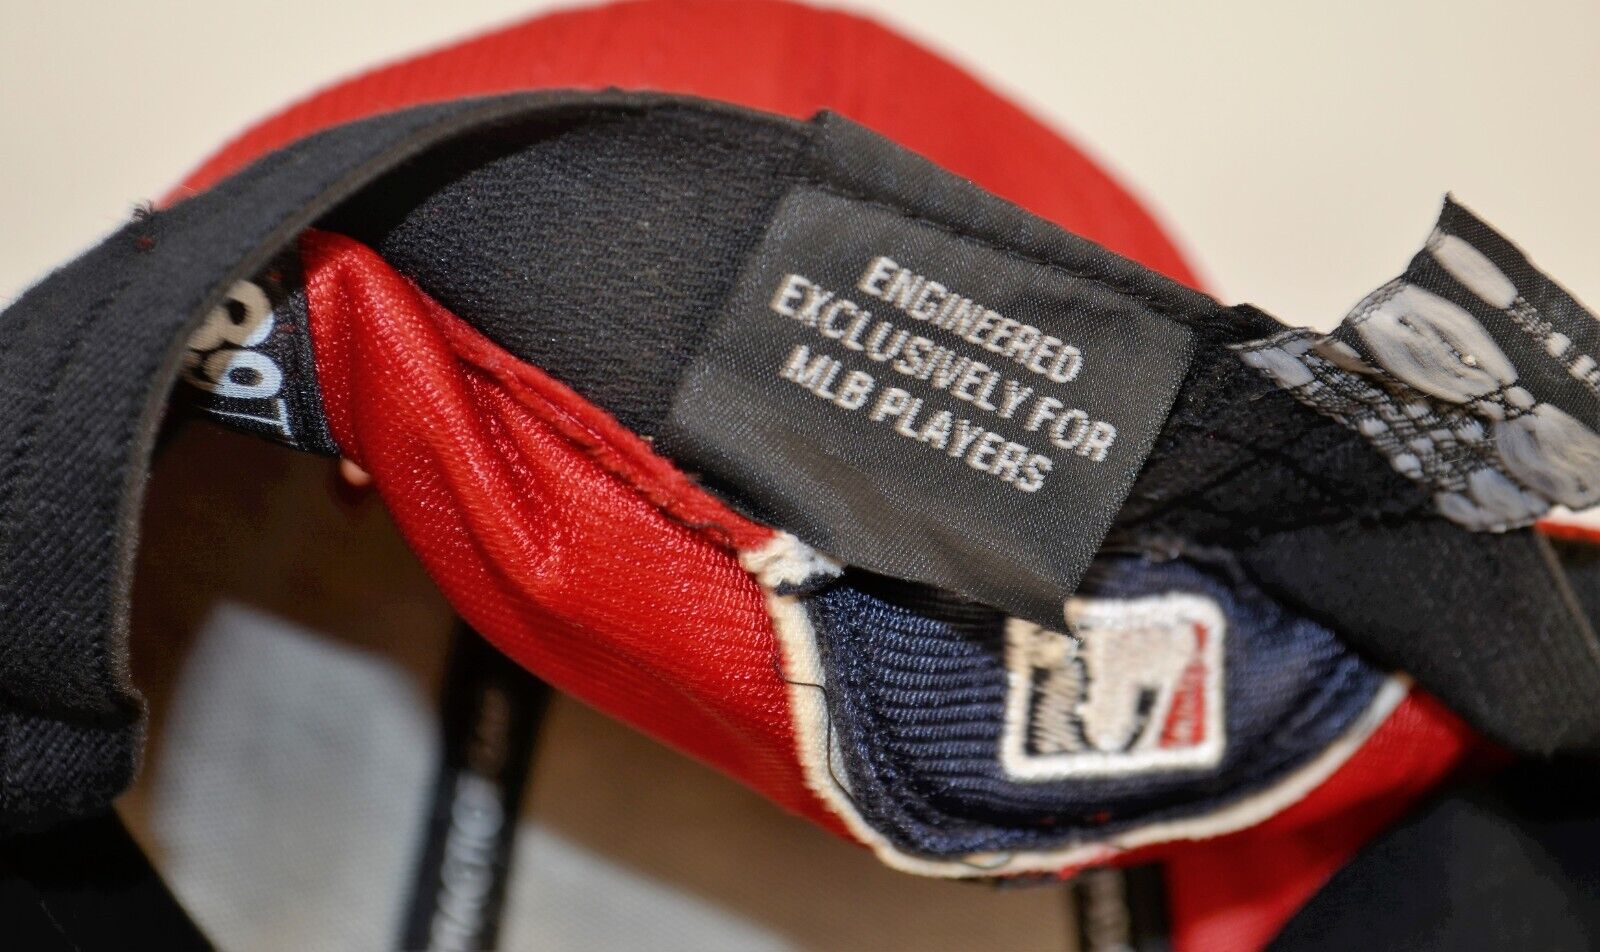 ENGINEERED
EXCLUSIVELY FOR
MLB PLAYERS